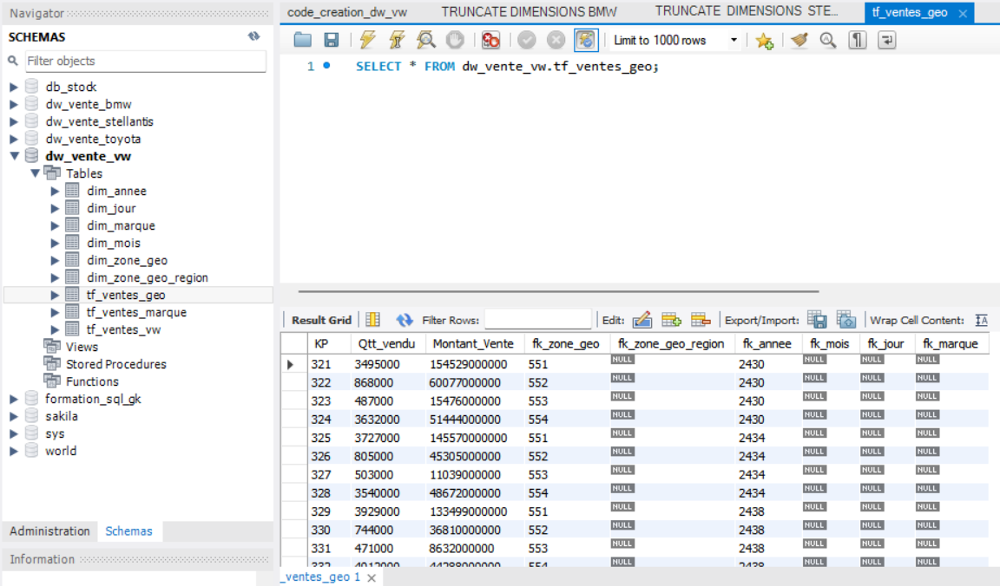 Navigator
SCHEMAS
Filter objects
db_stock
dw_vente_bmw
dw_vente_stellantis
dw_vente_toyota
dw_vente_vw
Tables
dim_annee
dim_jour
dim_marque
dim_mois
dim_zone_geo
dim_zone_geo_region
tf_ventes_geo
tf_ventes_marque
tf_ventes_vw
Views
Stored Procedures
Functions
formation_sql_gk
sakila
sys
world
Administration Schemas
Information
code_creation_dw_vw TRUNCATE DIMENSIONS BMW TRUNCATE DIMENSIONS STE... tf_ventes_geo
Limit to 1000 rows
1 SELECT * FROM dw_vente_vw.tf_ventes_geo;
Result Grid Filter Rows: Edit: Export/Import: Wrap Cell Content: IA
KP Qtt_vendu Montant_Vente fk_zone_geo fk_zone_geo_region fk_annee fk_mois fk_jour fk_marque
321 3495000 154529000000 551 NULL 2430 NULL NULL NULL
322 868000 60077000000 552 NULL 2430 NULL NULL NULL
323 487000 15476000000 553 NULL 2430 NULL NULL NULL
324 3632000 51444000000 554 NULL 2430 NULL NULL NULL
325 3727000 145570000000 551 NULL 2434 NULL NULL NULL
326 805000 45305000000 552 NULL 2434 NULL NULL NULL
327 503000 11039000000 553 NULL 2434 NULL NULL NULL
328 3540000 48672000000 554 NULL 2434 NULL NULL NULL
329 3929000 133499000000 551 NULL 2438 NULL NULL NULL
330 744000 36810000000 552 NULL 2438 NULL NULL NULL
331 471000 8632000000 553 NULL 2438 NULL NULL NULL
332 4012000 44288000000 554 NULL 2438 NULL NULL NULL
_ventes_geo 1